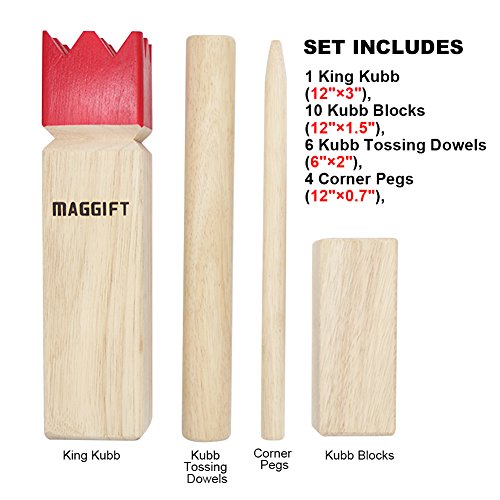 SET INCLUDES
1 King Kubb
(12"×3"),
10 Kubb Blocks
(12"×1.5"),
6 Kubb Tossing Dowels
(6"×2"),
4 Corner Pegs
(12"×0.7"),
MAGGIFT
King Kubb
Kubb
Tossing
Dowels
Corner
Pegs
Kubb Blocks